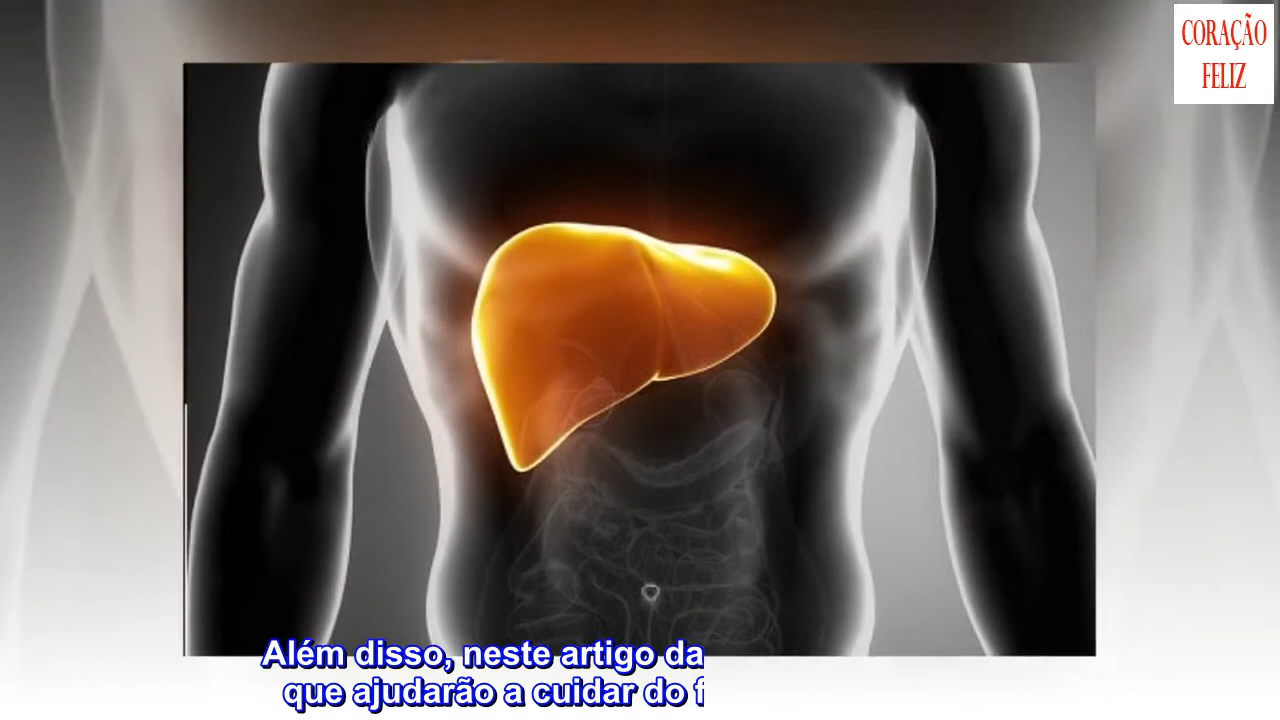 CORAÇÃO
FELIZ
Além disso, neste artigo da
que ajudarão a cuidar do